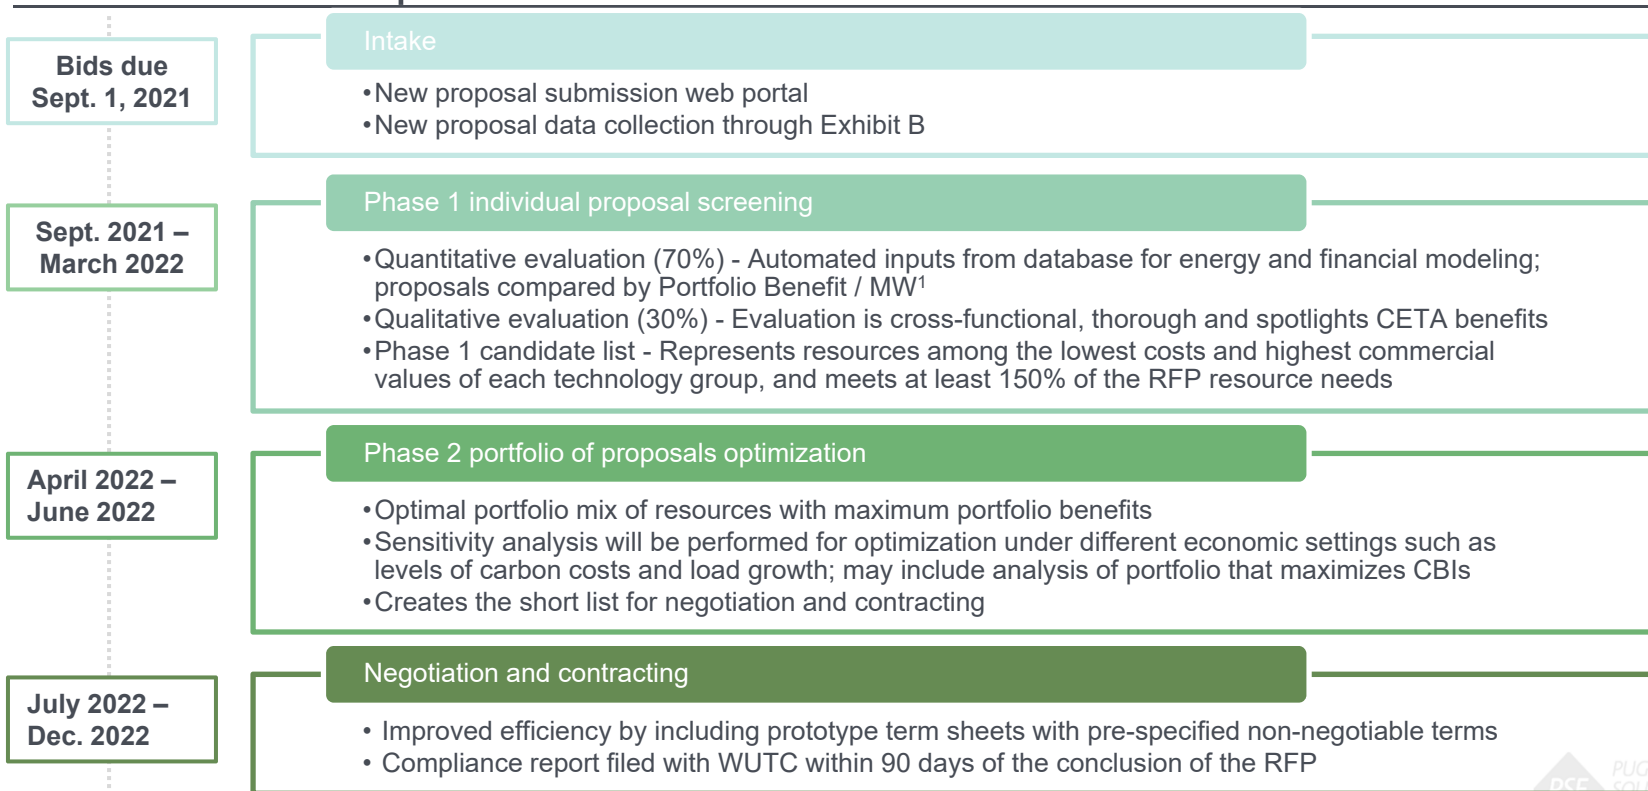 Intake
Bids due
Sept. 1, 2021
•New proposal submission web portal
•New proposal data collection through Exhibit B
Phase 1 individual proposal screening
Sept. 2021 –
March 2022
•Quantitative evaluation (70%) - Automated inputs from database for energy and financial modeling;
proposals compared by Portfolio Benefit / MW¹
•Qualitative evaluation (30%) - Evaluation is cross-functional, thorough and spotlights CETA benefits
•Phase 1 candidate list - Represents resources among the lowest costs and highest commercial
values of each technology group, and meets at least 150% of the RFP resource needs
Phase 2 portfolio of proposals optimization
April 2022 –
June 2022
•Optimal portfolio mix of resources with maximum portfolio benefits
•Sensitivity analysis will be performed for optimization under different economic settings such as
levels of carbon costs and load growth; may include analysis of portfolio that maximizes CBIs
•Creates the short list for negotiation and contracting
Negotiation and contracting
July 2022 –
Dec. 2022
• Improved efficiency by including prototype term sheets with pre-specified non-negotiable terms
• Compliance report filed with WUTC within 90 days of the conclusion of the RFP
PSE